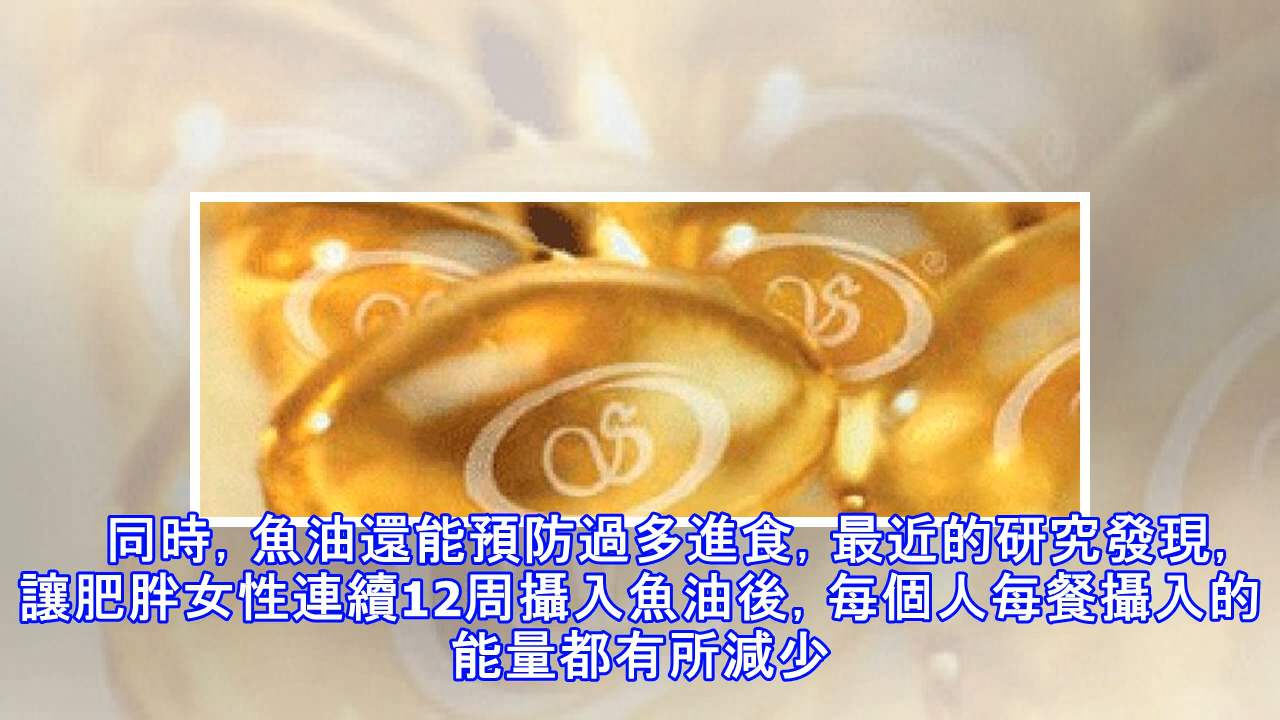 同時, 魚油還能預防過多進食, 最近的研究發現,
讓肥胖女性連續12周攝入魚油後, 每個人每餐攝入的
能量都有所減少
VS
VS
®